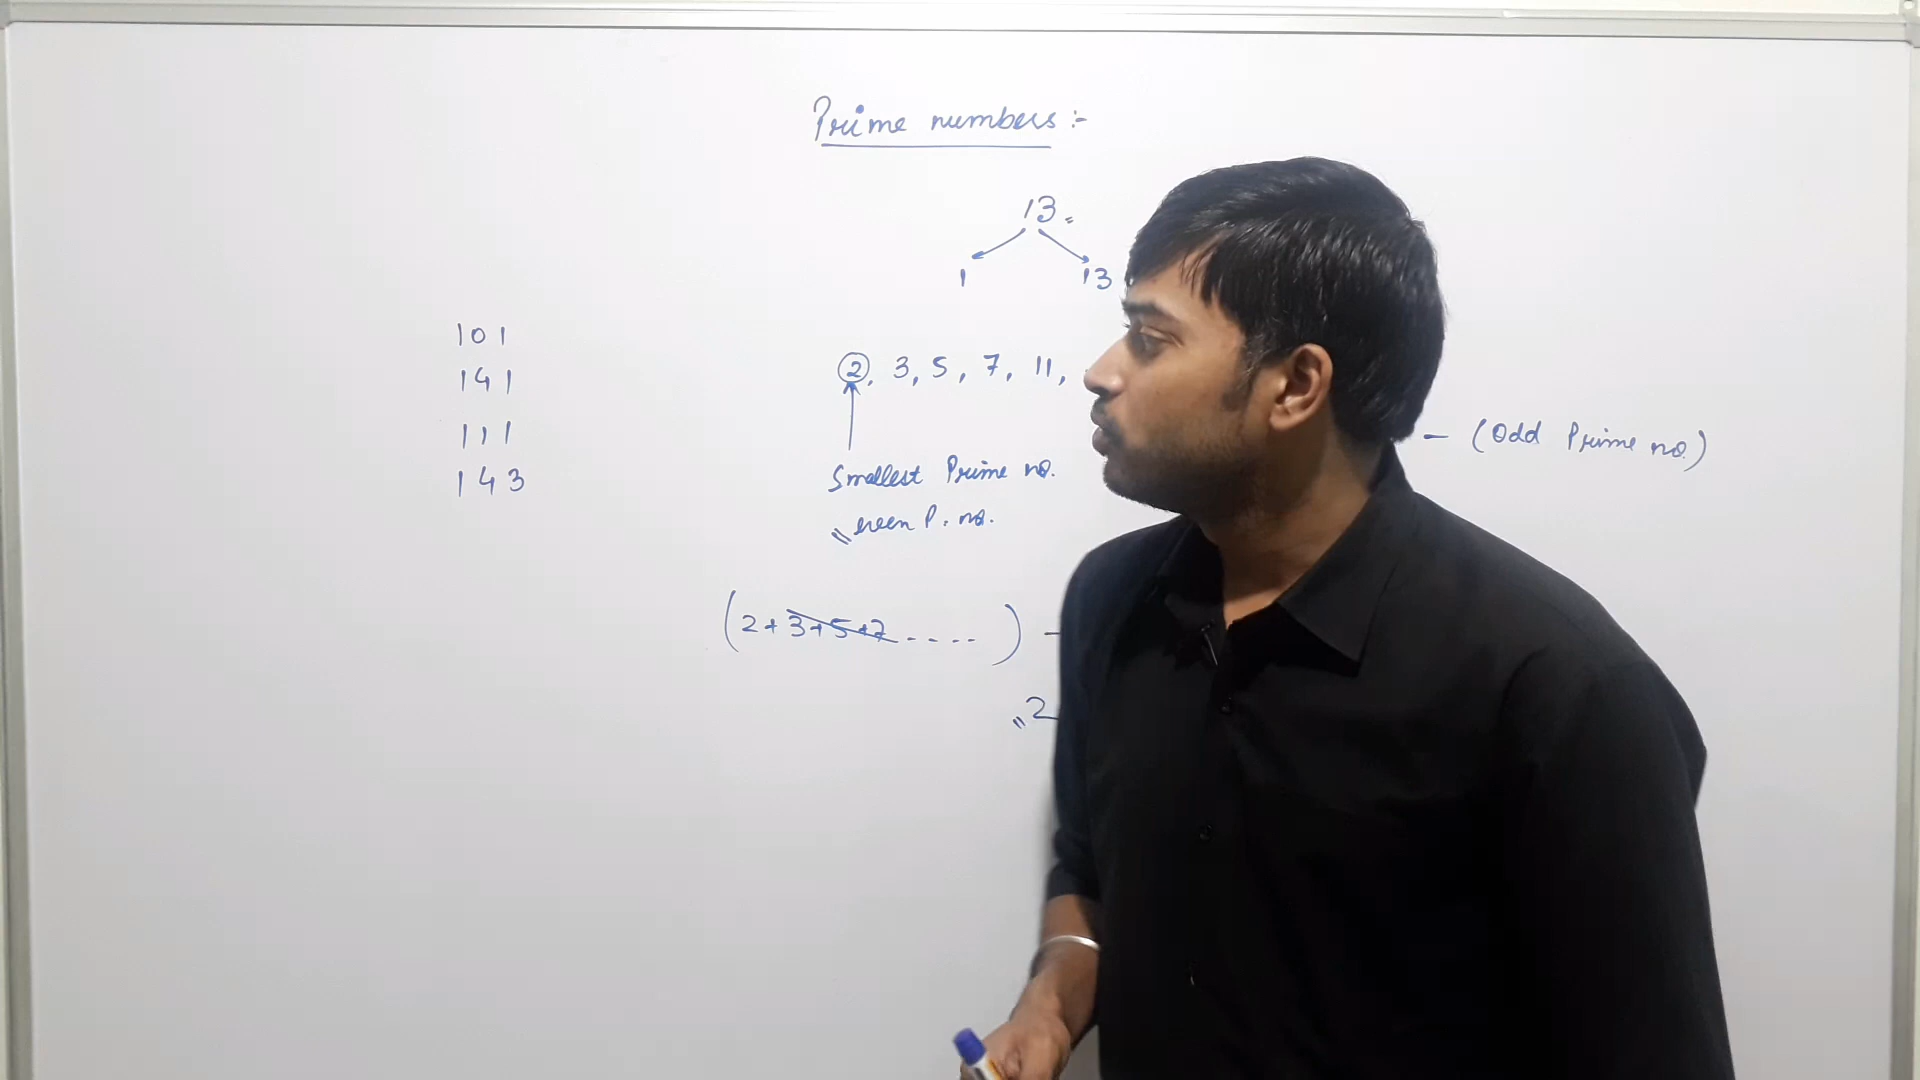 Prime numbers :-
13
1 13
101
141
111
143
2, 3, 5, 7, 11,
- (Odd Prime no.)
Smallest Prime no.
even P. no.
(2+3+5+7.....) -
2